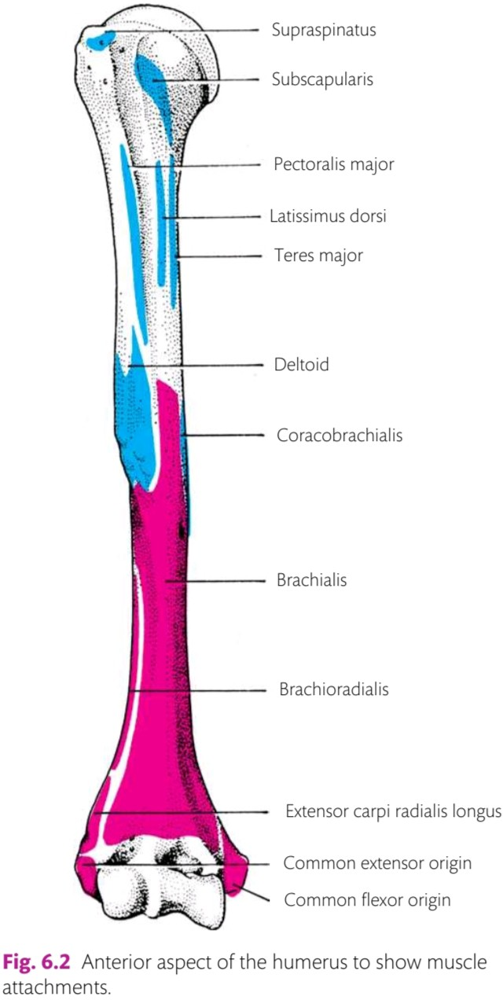 Supraspinatus
Subscapularis
Pectoralis major
Latissimus dorsi
Teres major
Deltoid
Coracobrachialis
Brachialis
Brachioradialis
Extensor carpi radialis longus
Common extensor origin
Common flexor origin
Fig. 6.2 Anterior aspect of the humerus to show muscle
attachments.